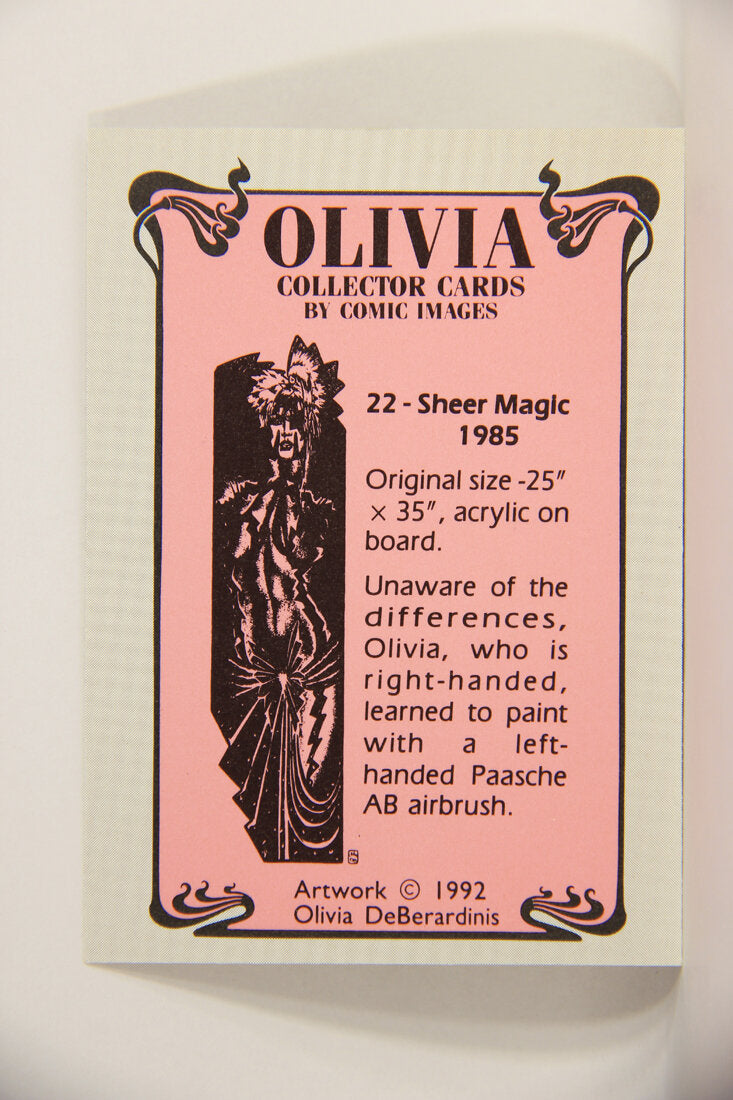 OLIVIA
COLLECTOR CARDS
BY COMIC IMAGES
22 - Sheer Magic
1985
Original size -25"
× 35", acrylic on
board.
Unaware of the
differences,
Olivia, who is
right-handed,
learned to paint
with a left-
handed Paasche
AB airbrush.
Artwork © 1992
Olivia DeBerardinis